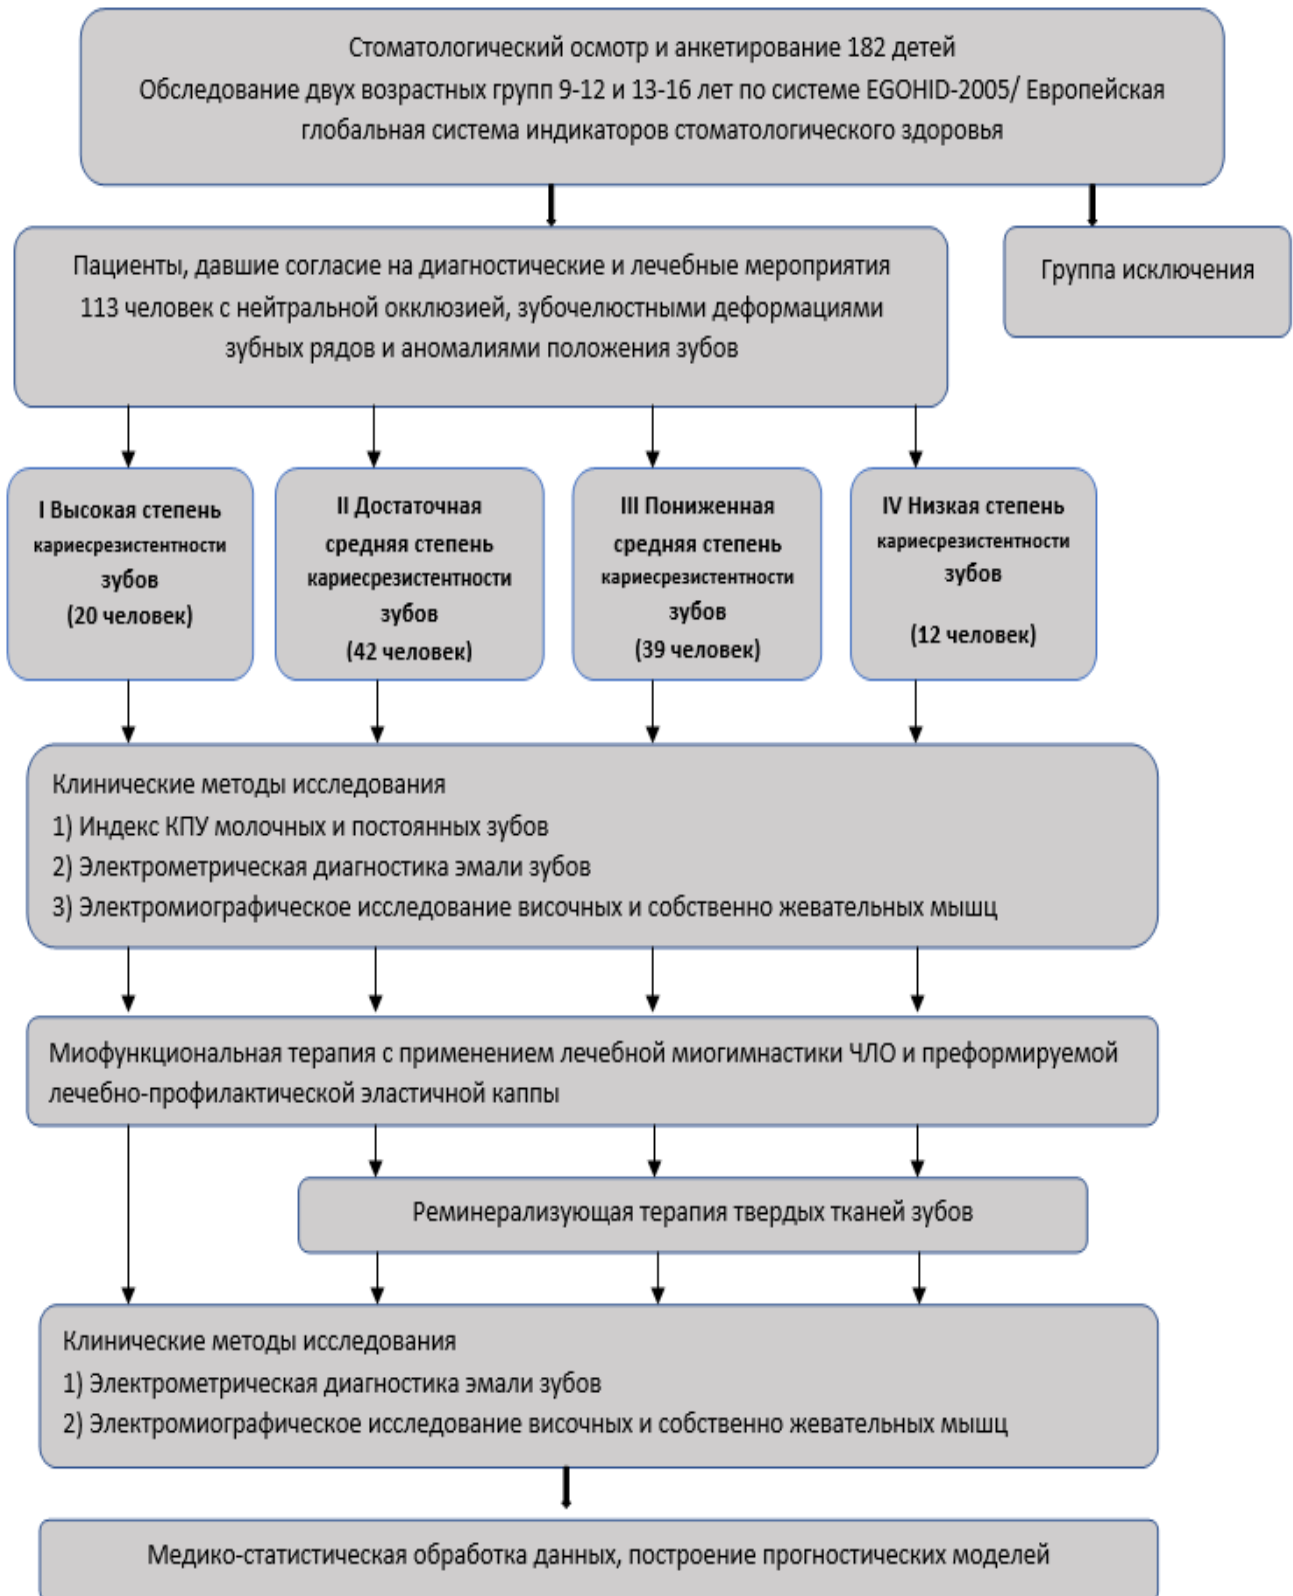 Стоматологический осмотр и анкетирование 182 детей
Обследование двух возрастных групп 9-12 и 13-16 лет по системе EGOHID-2005/ Европейская
глобальная система индикаторов стоматологического здоровья
Пациенты, давшие согласие на диагностические и лечебные мероприятия
113 человек с нейтральной окклюзией, зубочелюстными деформациями
зубных рядов и аномалиями положения зубов
Группа исключения
I Высокая степень
кариесрезистентности
зубов
(20 человек)
II Достаточная
средняя степень
кариесрезистентности
зубов
(42 человек)
III Пониженная
средняя степень
кариесрезистентности
зубов
(39 человек)
IV Низкая степень
кариесрезистентности
зубов
(12 человек)
Клинические методы исследования
1) Индекс КПУ молочных и постоянных зубов
2) Электрометрическая диагностика эмали зубов
3) Электромиографическое исследование височных и собственно жевательных мышц
Миофункциональная терапия с применением лечебной миогимнастики ЧЛО и преформируемой
лечебно-профилактической эластичной каппы
Реминерализующая терапия твердых тканей зубов
Клинические методы исследования
1) Электрометрическая диагностика эмали зубов
2) Электромиографическое исследование височных и собственно жевательных мышц
Медико-статистическая обработка данных, построение прогностических моделей